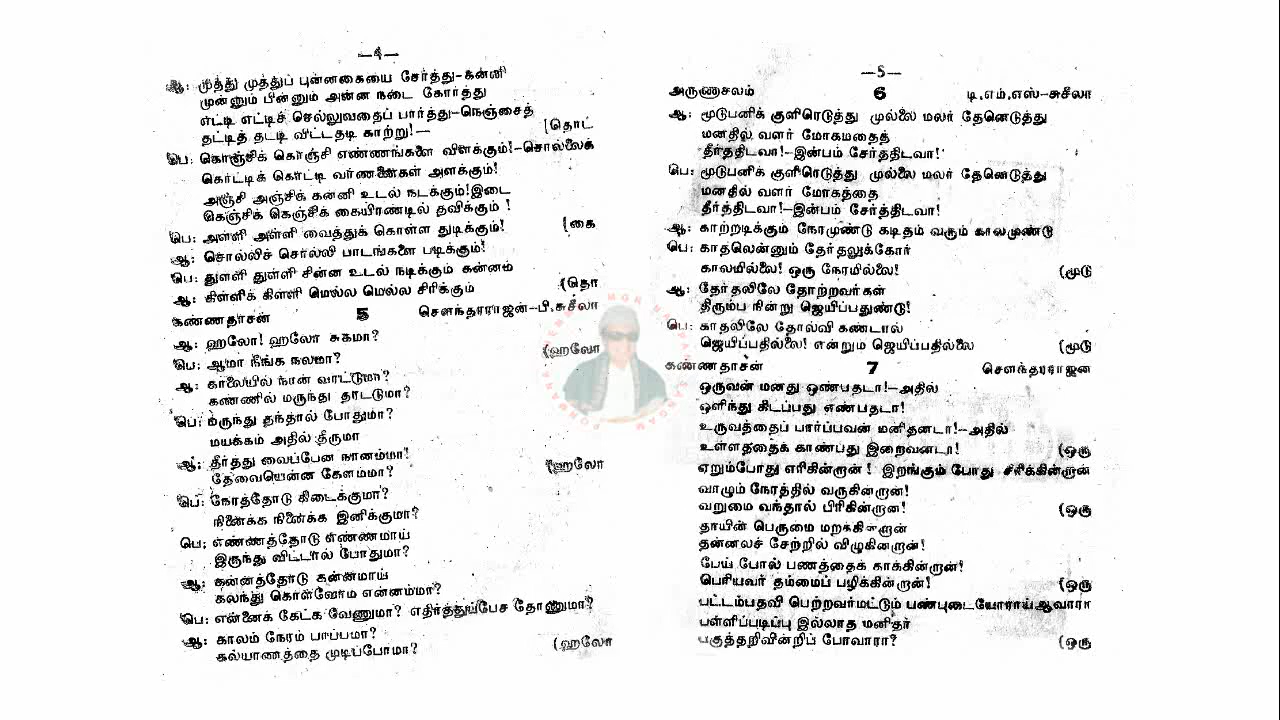 —4—
ஆ: முத்து முத்துப் புன்னகையை சேர்த்து-கன்னி
முன்னும் பின்னும் அன்ன நடை கோர்த்து
எட்டி எட்டிச் செல்லுவதைப் பார்த்து-நெஞ்சைத்
தட்டித் தட்டி விட்டதடி காற்று!— (தொட்
பெ: கொஞ்சிக் கொஞ்சி எண்ணங்களை விளக்கும்!-சொல்லைக்
கொட்டிக் கொட்டி வர்ணனைகள் அளக்கும்!
அஞ்சி அஞ்சிக் கன்னி உடல் நடக்கும்!இடை
கெஞ்சிக் கெஞ்சிக் கையிரண்டில் தவிக்கும் !
பெ: அள்ளி அள்ளி வைத்துக் கொள்ள துடிக்கும்! (கை
ஆ: சொல்லிச் சொல்லி பாடங்களை படிக்கும்!
பெ: துள்ளி துள்ளி சின்ன உடல் நடிக்கும் கன்னம்
ஆ: கிள்ளிக் கிள்ளி மெல்ல மெல்ல சிரிக்கும் (தொ
கண்ணதாசன் 5 சௌந்தரராஜன்-பி.சுசீலா
ஆ: ஹலோ! ஹலோ சுகமா?
பெ: ஆமா நீங்க நலமா? (ஹலோ
ஆ: காலையில் நான் வாட்டுமா?
கண்ணில் மருந்து தாடடுமா?
பெ: மருந்து தந்தால் போதுமா?
மயக்கம் அதில் தீருமா
ஆ: தீர்த்து வைப்பேன நானம்மா!
தேவையென்ன கேளம்மா? (ஹலோ
பெ: நேரத்தோடு கிடைக்குமா?
நினைக்க நினைக்க இனிக்குமா?
பெ; எண்ணத்தோடு எண்ணமாய்
இருந்து விட்டால் போதுமா?
ஆ: கன்னத்தோடு கன்னமாய்
கலந்து கொள்வோம் என்னம்மா?
பெ: என்னைக் கேட்க வேணுமா? எதிர்த்துப்பேச தோணுமா?
ஆ: காலம் நேரம் பாப்பமா?
கல்யாணத்தை முடிப்போமா? (ஹலோ
—5—
அருணாசலம் 6 டி.எம்.எஸ்-சுசீலா
ஆ: மூடுபனிக் குளிரெடுத்து முல்லை மலர் தேனெடுத்து
மனதில் வளர் மோகமதைத்
தீர்த்திடவா!-இன்பம் சேர்த்திடவா!
பெ: மூடுபனிக் குளிரெடுத்து முல்லை மலர் தேனெடுத்து
மனதில் வளர் மோகத்தை
தீர்த்திடவா!-இன்பம் சேர்த்திடவா!
ஆ: காற்றடிக்கும் நேரமுண்டு கடிதம் வரும் காலமுண்டு
பெ: காதலென்னும் தேர்தலுக்கோர்
காலமில்லை! ஒரு நேரமில்லை! (மூடு
ஆ: தேர்தலிலே தோற்றவர்கள்
திரும்ப நின்று ஜெயிப்பதுண்டு!
பெ: காதலிலே தோல்வி கண்டால்
ஜெயிப்பதில்லை! என்றும ஜெயிப்பதில்லை (மூடு
கண்ணதாசன் 7 சௌந்தரராஜன
ஒருவன் மனது ஒண்பதடா!-அதில்
ஒளிந்து கிடப்பது எண்பதடா!
உருவத்தைப் பார்ப்பவன் மனிதனடா!-அதில்
உள்ளத்தைக் காண்பது இறைவனடா! (ஒரு
ஏறும்போது எரிகின்றான் ! இறங்கும் போது சிரிக்கின்றான்
வாழும் நேரத்தில் வருகின்றான்!
வறுமை வந்தால் பிரிகின்றான! (ஒரு
தாயின் பெருமை மறக்கின்றான்
தன்னலச் சேற்றில் விழுகின்றான்!
பேய் போல் பணத்தைக் காக்கின்றான்!
பெரியவர் தம்மைப் பழிக்கின்றான்! (ஒரு
பட்டம்பதவி பெற்றவர்மட்டும் பண்புடையோராய்ஆவாரா
பள்ளிப்படிப்பு இல்லாத மனிதர்
பகுத்தறிவின்றிப் போவாரா? (ஒரு